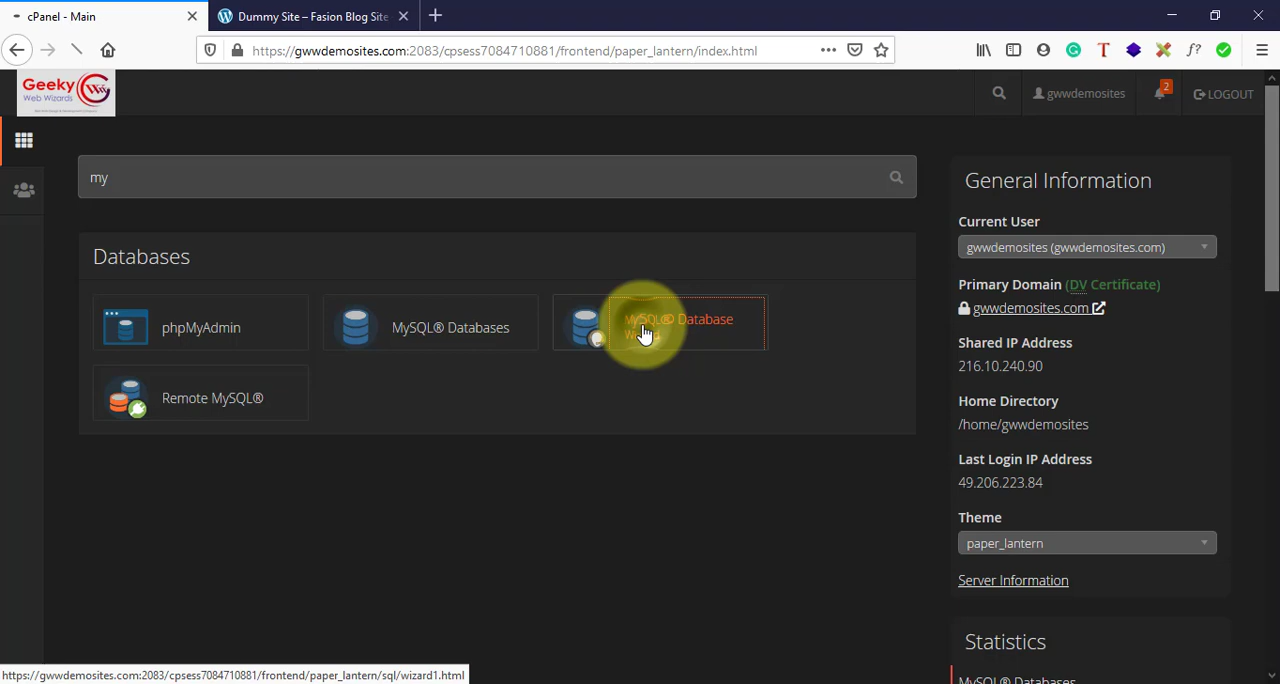 cPanel - Main
Dummy Site – Fasion Blog Site
https://gwwdemosites.com:2083/cpsess7084710881/frontend/paper_lantern/index.html
T
f?
Geeky
Web Wizards
gwwdemosites
2
LOGOUT
my
Databases
phpMyAdmin
MySQL® Databases
MySQL® Database
Remote MySQL®
General Information
Current User
gwwdemosites (gwwdemosites.com)
Primary Domain (DV Certificate)
gwwdemosites.com
Shared IP Address
216.10.240.90
Home Directory
/home/gwwdemosites
Last Login IP Address
49.206.223.84
Theme
paper_lantern
Server Information
Statistics
MySQL® Databases
https://gwwdemosites.com:2083/cpsess7084710881/frontend/paper_lantern/sql/wizard1.html